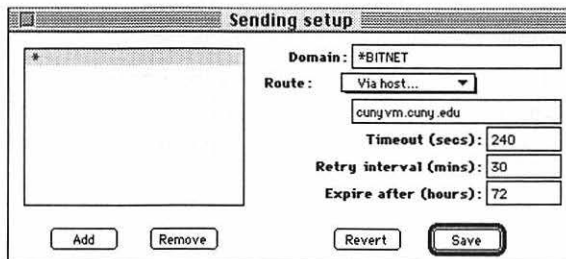 Sending setup
*
Domain: *BITNET
Route: Via host...
cunyvm.cuny.edu
Timeout (secs): 240
Retry interval (mins): 30
Expire after (hours): 72
Add Remove Revert Save